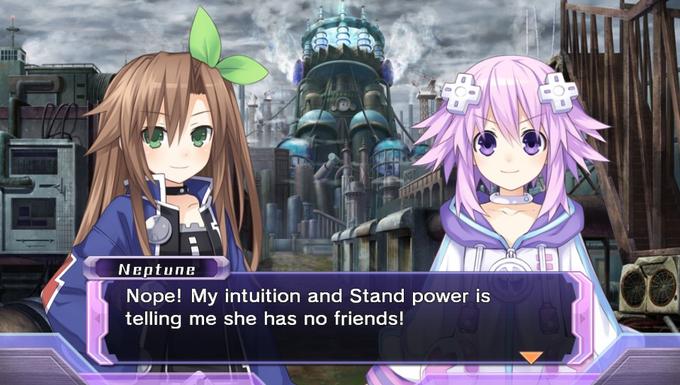 Neptune
Nope! My intuition and Stand power is
telling me she has no friends!